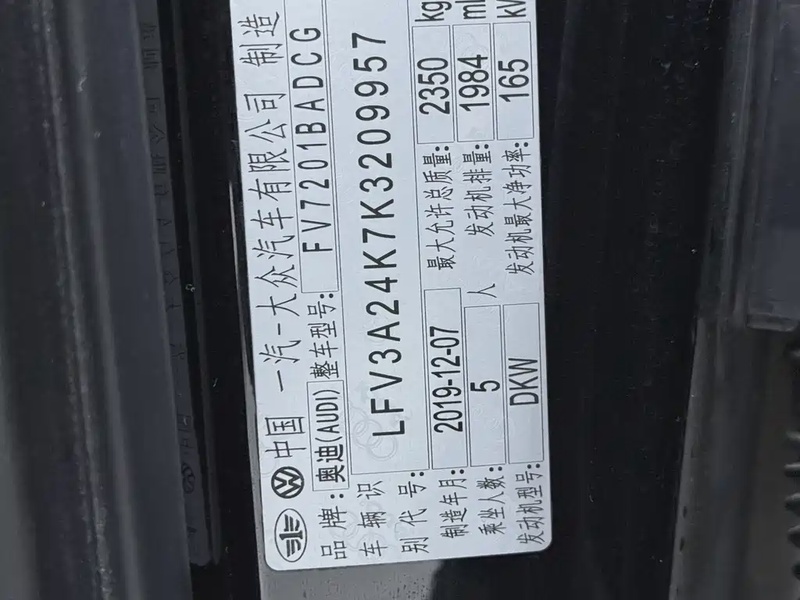 中国 一汽-大众汽车有限公司 制造
品牌: 奥迪(AUDI) 整车型号: FV7201BADCG
车辆识别代号: LFV3A24K7K3209957
制造年月: 2019-12-07 最大允许总质量: 2350 kg
乘坐人数: 5 人 发动机排量: 1984 ml
发动机型号: DKW 发动机最大净功率: 165 kW